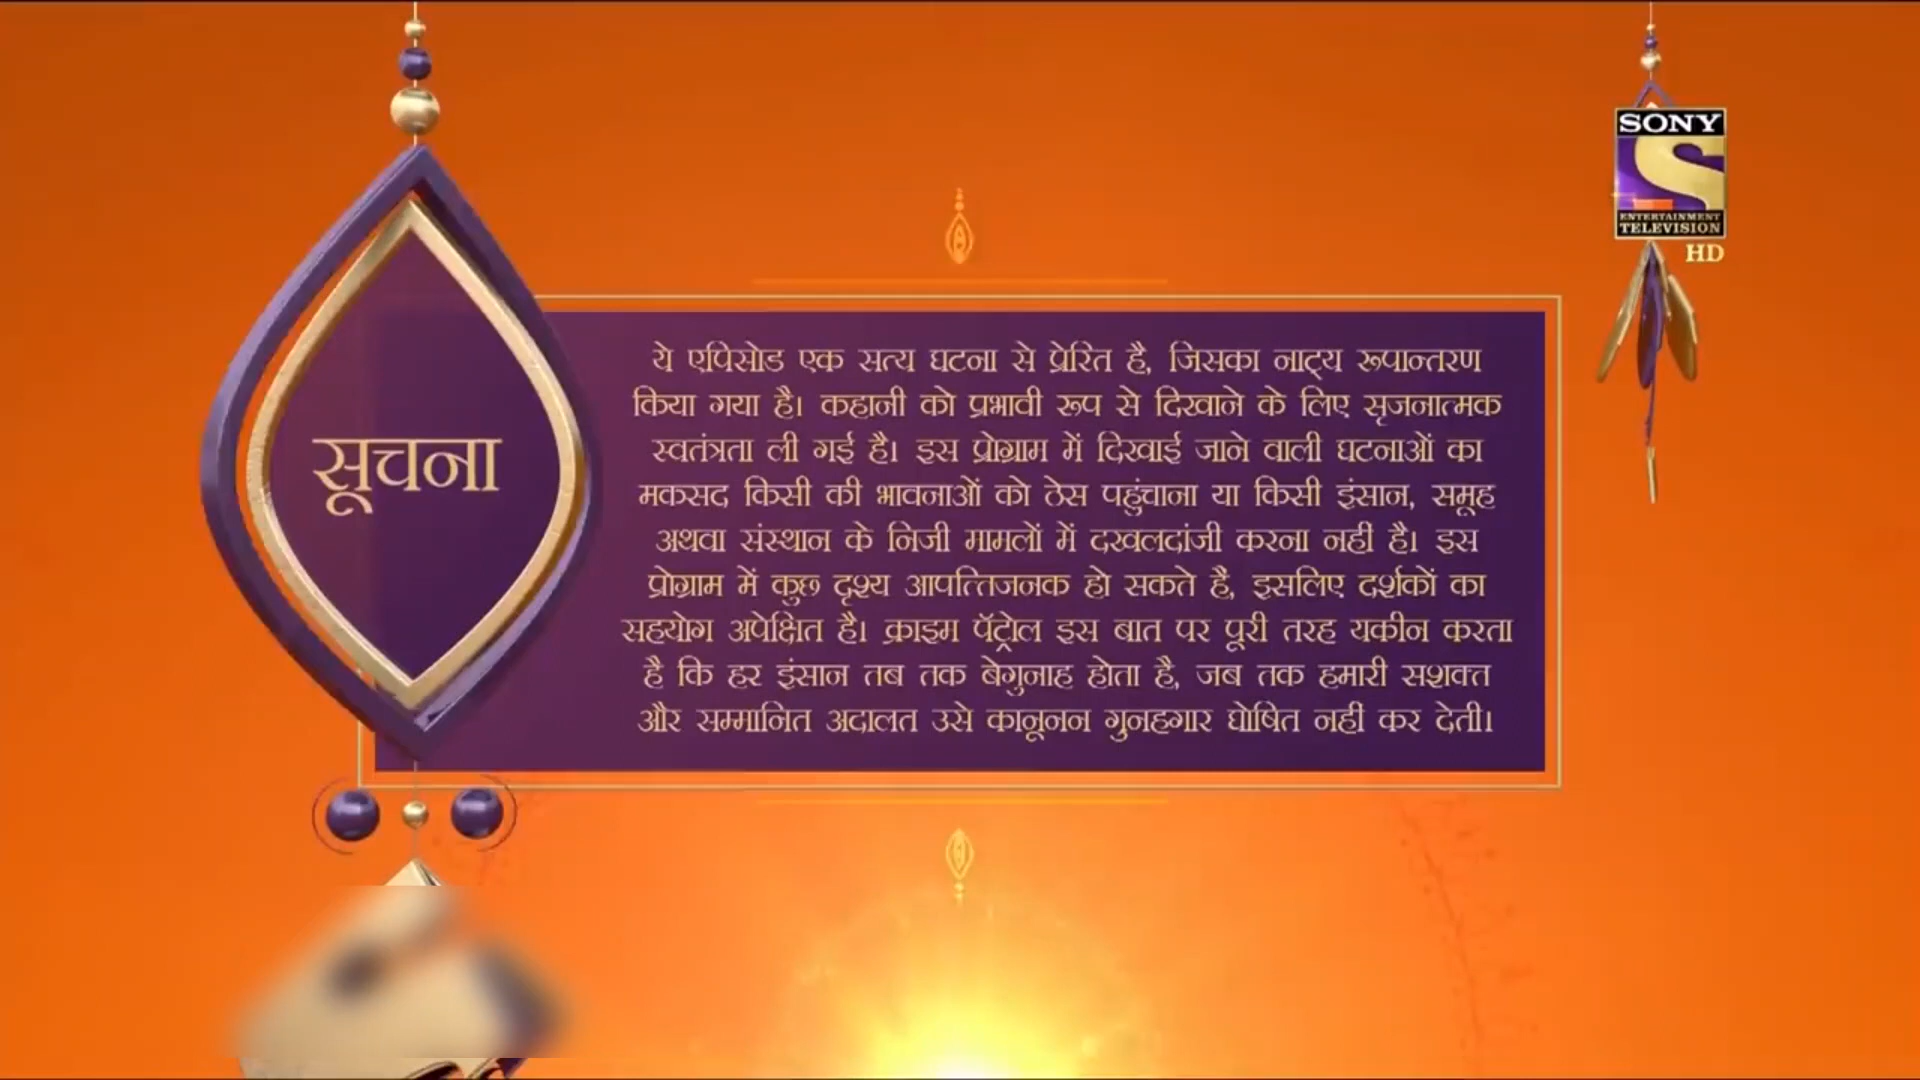 सूचना
ये एपिसोड एक सत्य घटना से प्रेरित है, जिसका नाट्य रूपान्तरण
किया गया है। कहानी को प्रभावी रूप से दिखाने के लिए सृजनात्मक
स्वतंत्रता ली गई है। इस प्रोग्राम में दिखाई जाने वाली घटनाओं का
मकसद किसी की भावनाओं को ठेस पहुंचाना या किसी इंसान, समूह
अथवा संस्थान के निजी मामलों में दखलदांजी करना नहीं है। इस
प्रोग्राम में कुछ दृश्य आपत्तिजनक हो सकते है, इसलिए दर्शकों का
सहयोग अपेक्षित है। क्राइम पॅट्रोल इस बात पर पूरी तरह यकीन करता
है कि हर इंसान तब तक बेगुनाह होता है, जब तक हमारी सशक्त
और सम्मानित अदालत उसे कानूनन गुनहगार घोषित नहीं कर देती।
SONY
ENTERTAINMENT
TELEVISION
HD